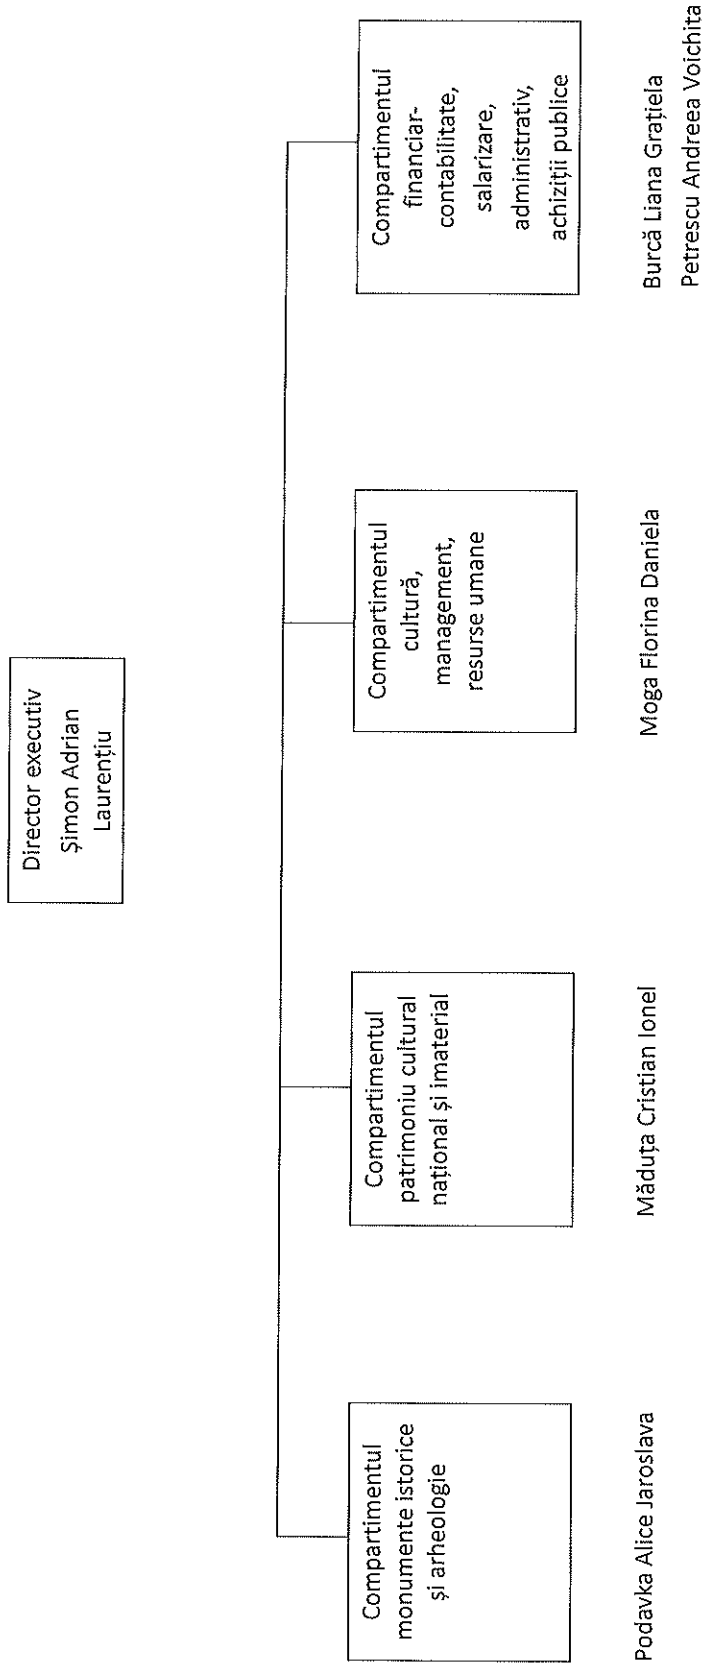 Director executiv
Șimon Adrian
Laurențiu
Compartimentul
monumente istorice
și arheologie
Podavka Alice Jaroslava
Compartimentul
patrimoniu cultural
național și imaterial
Măduța Cristian Ionel
Compartimentul
cultură,
management,
resurse umane
Moga Florina Daniela
Compartimentul
financiar-
contabilitate,
salarizare,
administrativ,
achiziții publice
Burcă Liana Grațiela
Petrescu Andreea Voichita